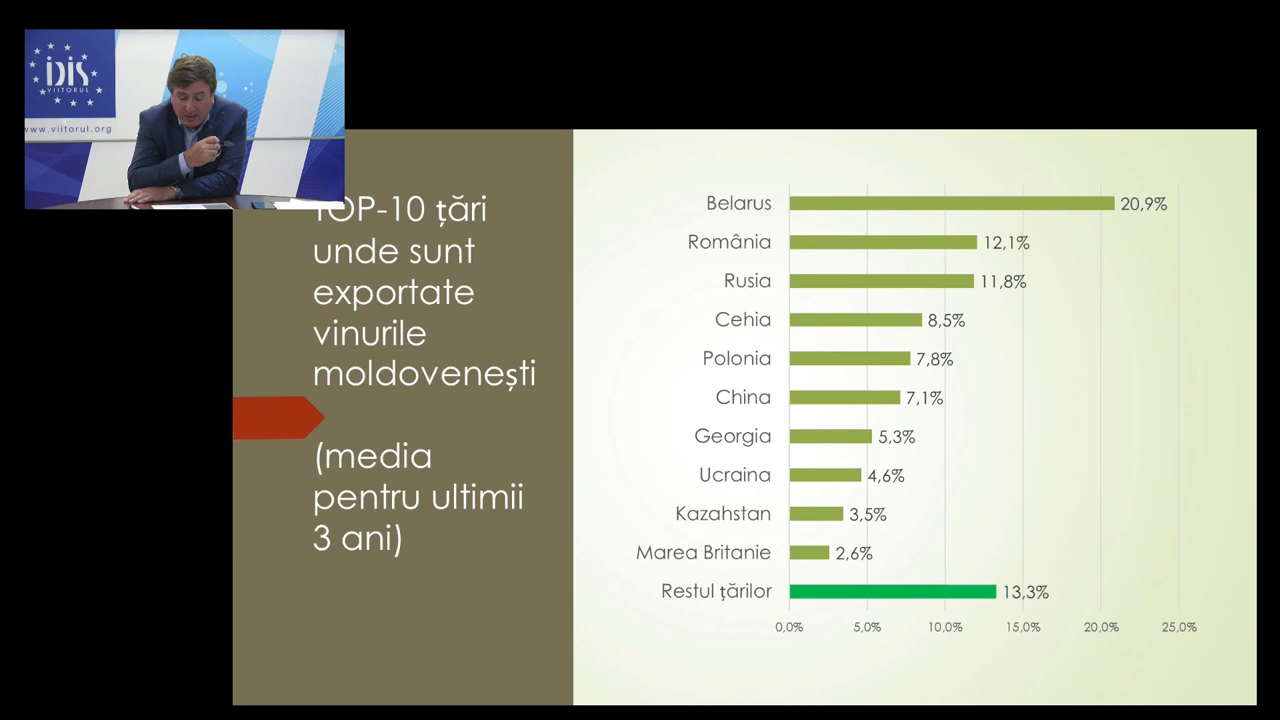 IDIS
VIITORUL
www.viitorul.org
TOP-10 țări
unde sunt
exportate
vinurile
moldovenești
(media
pentru ultimii
3 ani)
Belarus 20,9%
România 12,1%
Rusia 11,8%
Cehia 8,5%
Polonia 7,8%
China 7,1%
Georgia 5,3%
Ucraina 4,6%
Kazahstan 3,5%
Marea Britanie 2,6%
Restul țărilor 13,3%
0,0% 5,0% 10,0% 15,0% 20,0% 25,0%